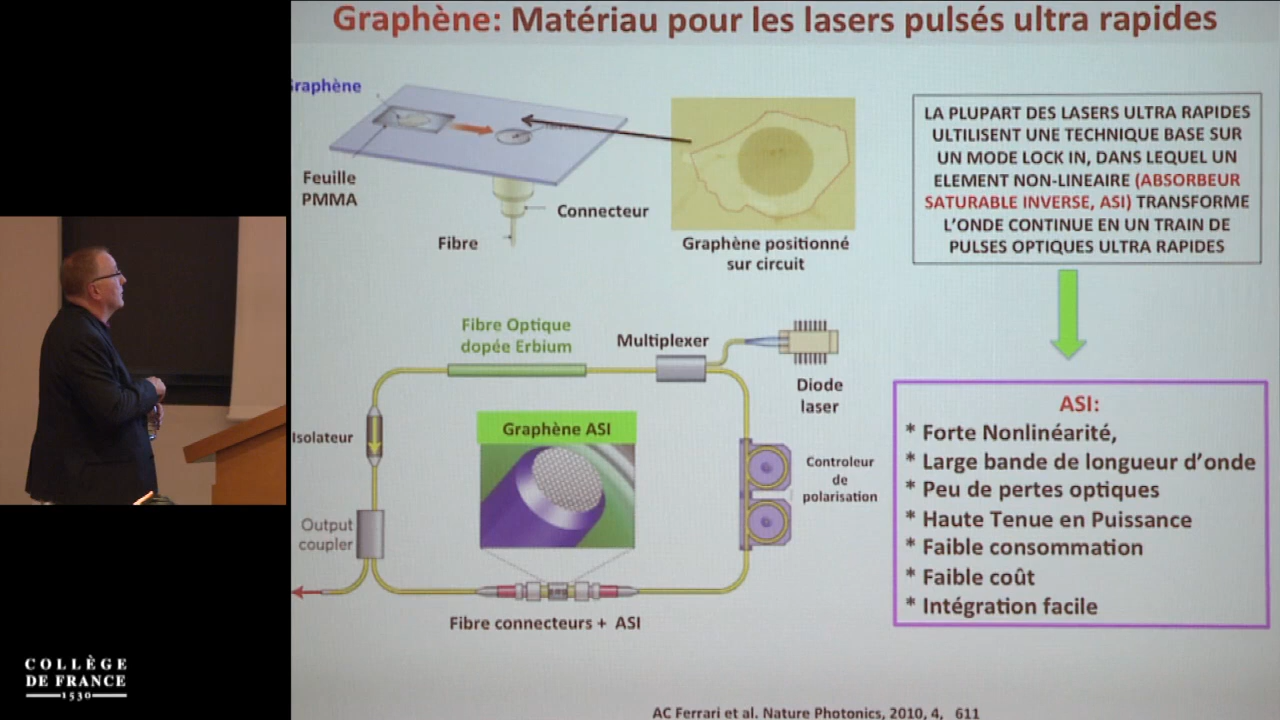 Graphène: Matériau pour les lasers pulsés ultra rapides
raphène
Feuille
PMMA
Connecteur
Fibre
Graphène positionné
sur circuit
LA PLUPART DES LASERS ULTRA RAPIDES
ULTILISENT UNE TECHNIQUE BASE SUR
UN MODE LOCK IN, DANS LEQUEL UN
ELEMENT NON-LINEAIRE (ABSORBEUR
SATURABLE INVERSE, ASI) TRANSFORME
L'ONDE CONTINUE EN UN TRAIN DE
PULSES OPTIQUES ULTRA RAPIDES
Fibre Optique
dopée Erbium
Multiplexer
Diode
laser
Isolateur
Graphène ASI
Controleur
de
polarisation
Output
coupler
Fibre connecteurs + ASI
ASI:
* Forte Nonlinéarité,
* Large bande de longueur d'onde
* Peu de pertes optiques
* Haute Tenue en Puissance
* Faible consommation
* Faible coût
* Intégration facile
AC Ferrari et al. Nature Photonics, 2010, 4, 611
COLLÈGE
DE FRANCE
1530